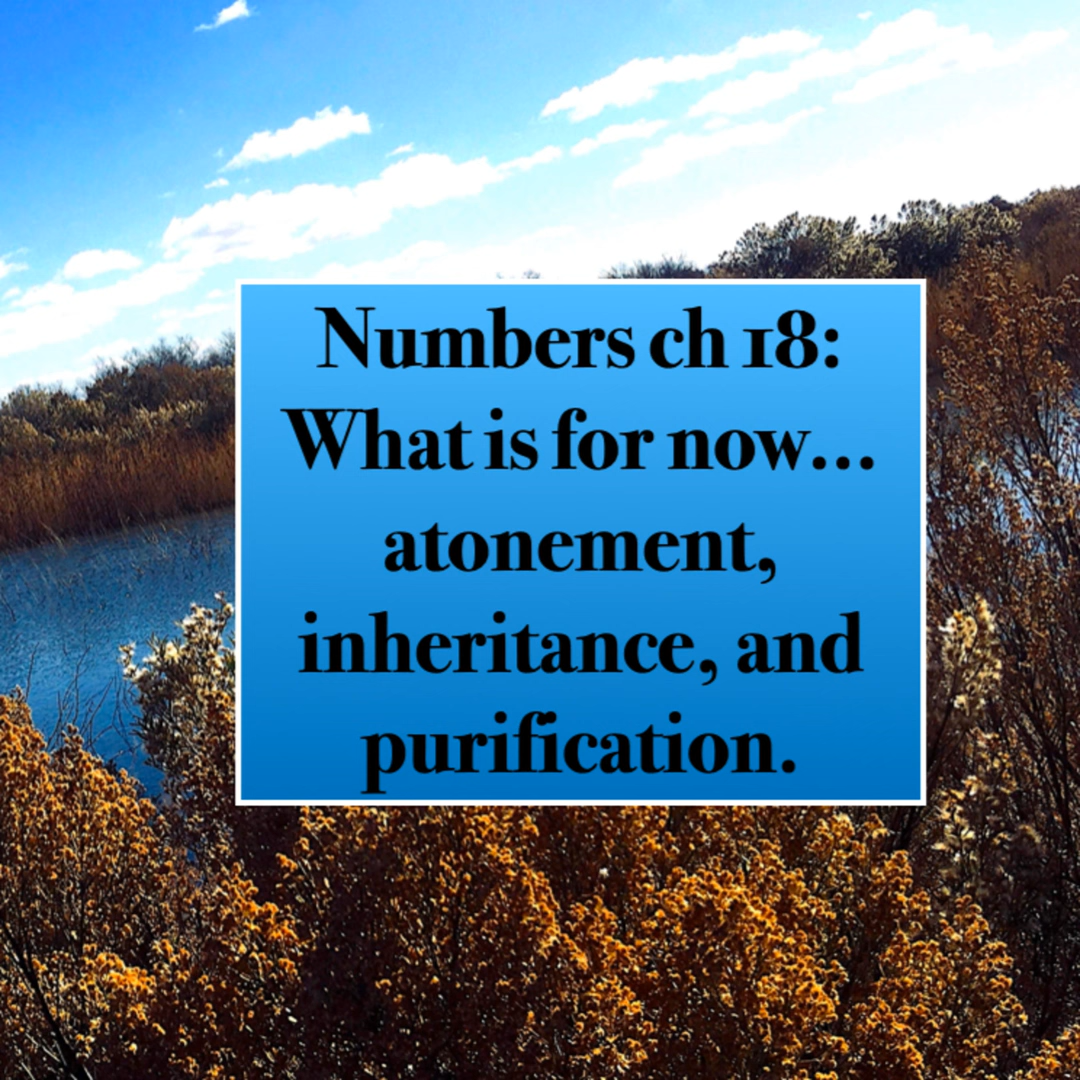 Numbers ch 18:
What is for now...
atonement,
inheritance, and
purification.